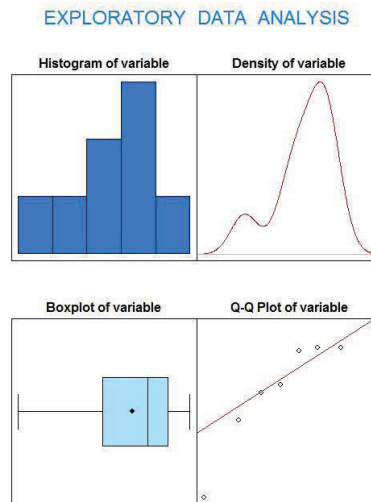 EXPLORATORY DATA ANALYSIS
Histogram of variable
Density of variable
Boxplot of variable
Q-Q Plot of variable